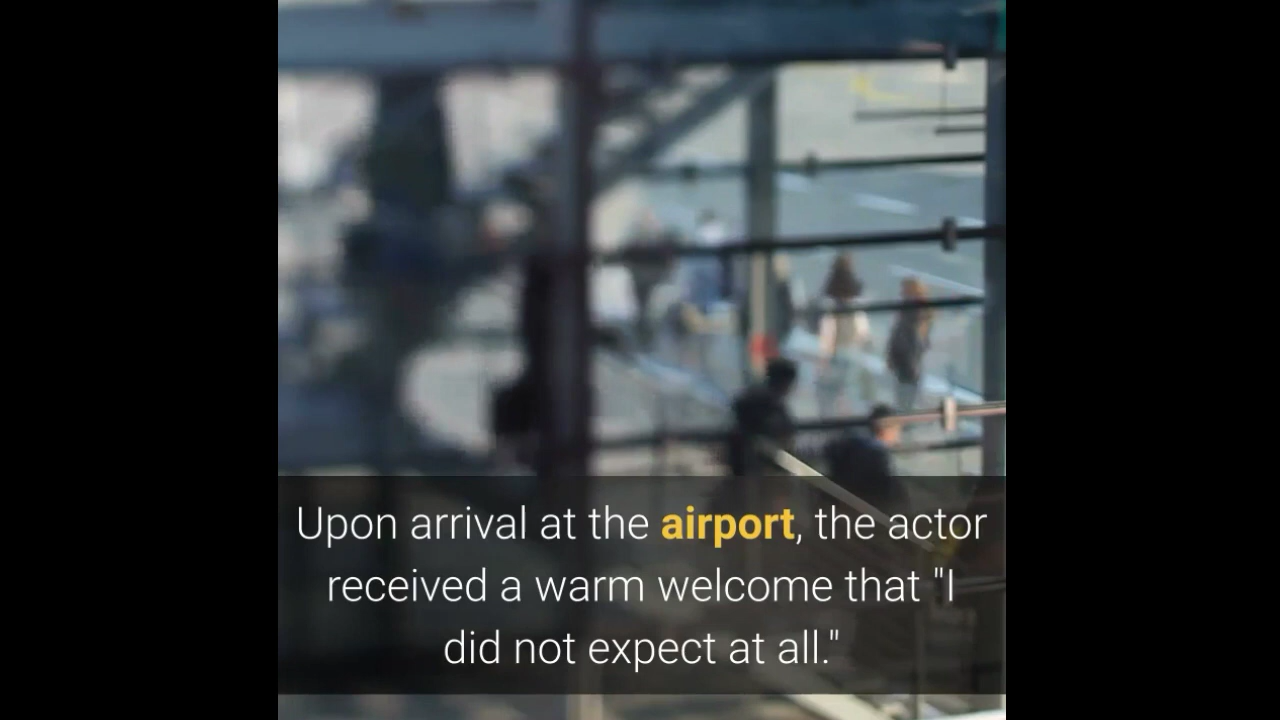 Upon arrival at the airport, the actor
received a warm welcome that "I
did not expect at all."